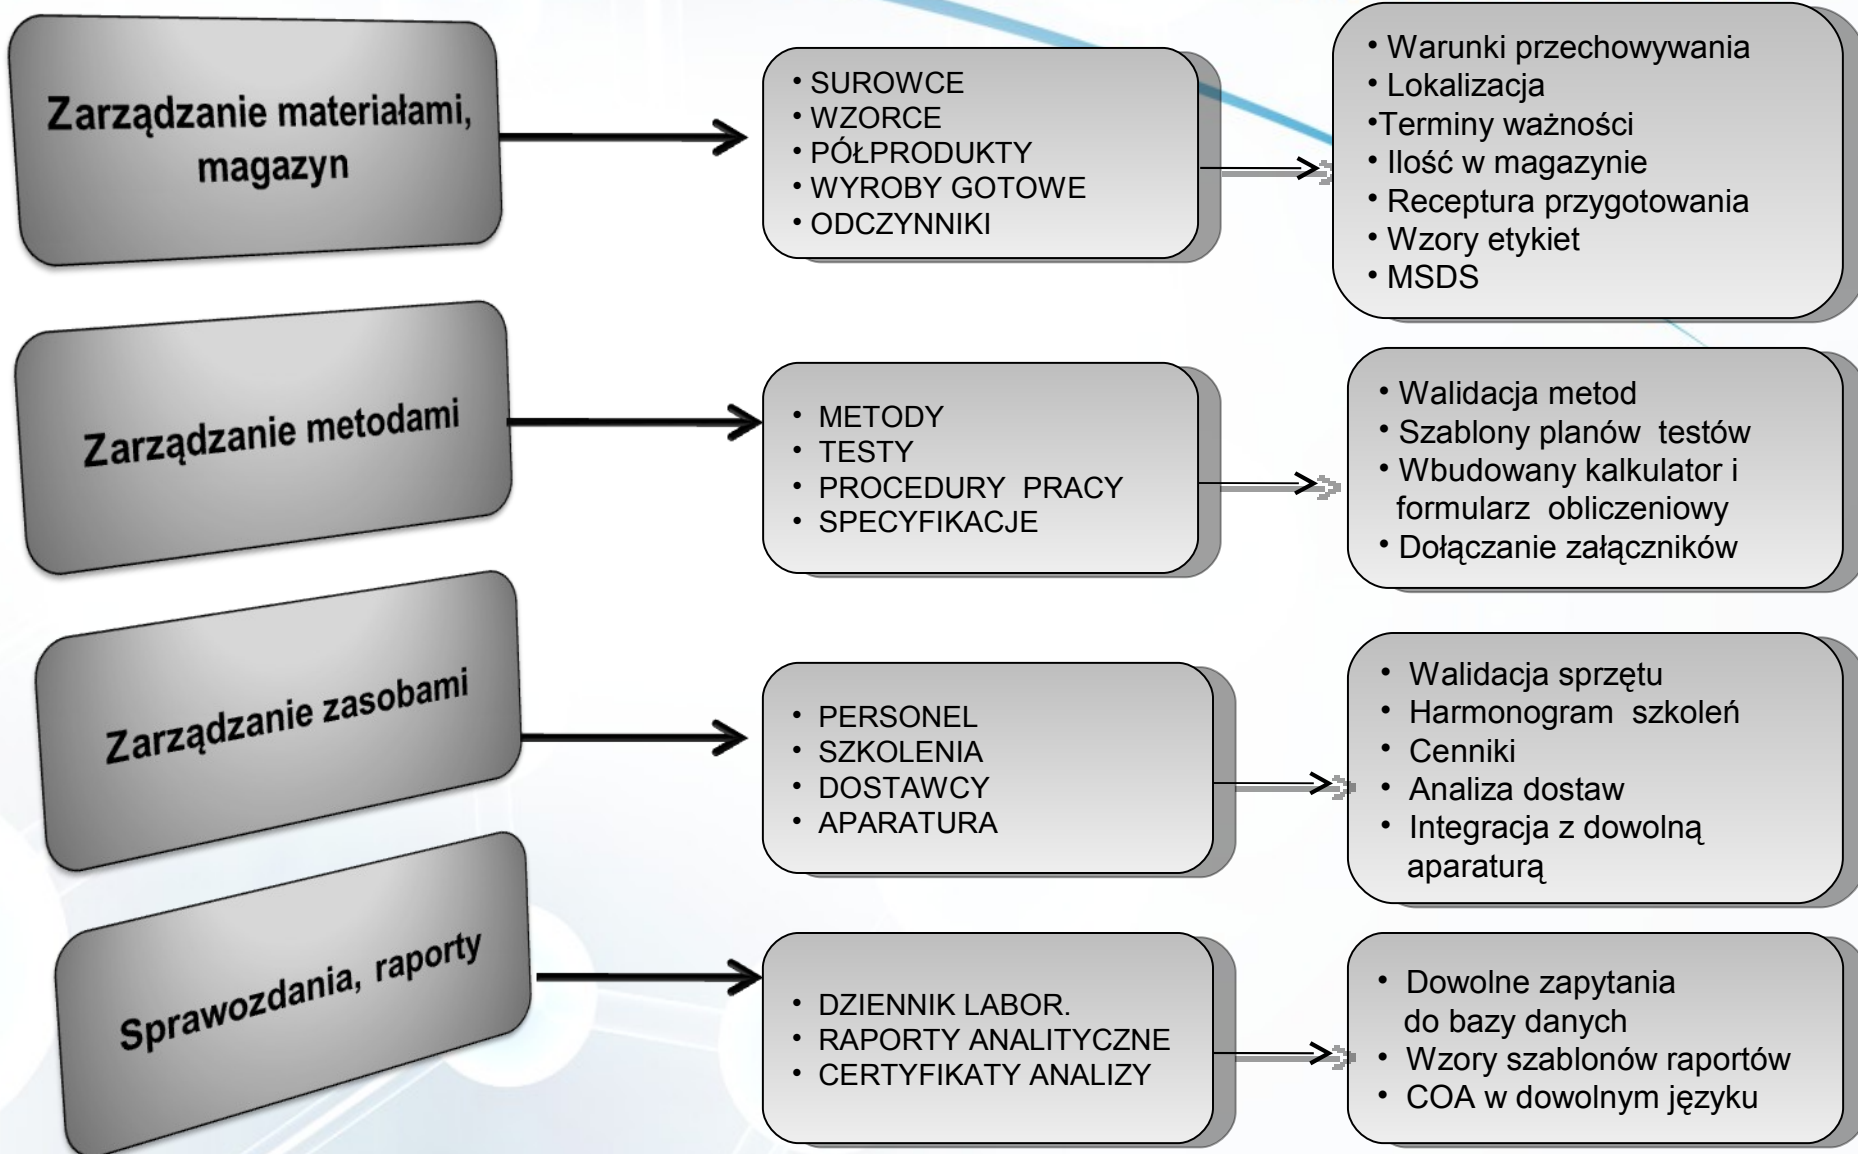 Zarządzanie materiałami,
magazyn
• SUROWCE
• WZORCE
• PÓŁPRODUKTY
• WYROBY GOTOWE
• ODCZYNNIKI
• Warunki przechowywania
• Lokalizacja
•Terminy ważności
• Ilość w magazynie
• Receptura przygotowania
• Wzory etykiet
• MSDS
Zarządzanie metodami
• METODY
• TESTY
• PROCEDURY PRACY
• SPECYFIKACJE
• Walidacja metod
• Szablony planów testów
• Wbudowany kalkulator i
formularz obliczeniowy
• Dołączanie załączników
Zarządzanie zasobami
• PERSONEL
• SZKOLENIA
• DOSTAWCY
• APARATURA
• Walidacja sprzętu
• Harmonogram szkoleń
• Cenniki
• Analiza dostaw
• Integracja z dowolną
aparaturą
Sprawozdania, raporty
• DZIENNIK LABOR.
• RAPORTY ANALITYCZNE
• CERTYFIKATY ANALIZY
• Dowolne zapytania
do bazy danych
• Wzory szablonów raportów
• COA w dowolnym języku